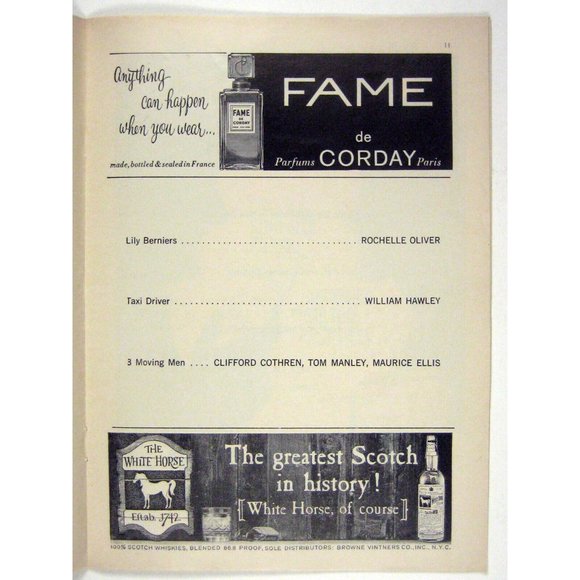 11
Anything
can happen
when you wear...
made, bottled & sealed in France
FAME
DE
CORDAY
FAME
de
Parfums CORDAY Paris
Lily Berniers ROCHELLE OLIVER
Taxi Driver WILLIAM HAWLEY
3 Moving Men .... CLIFFORD COTHREN, TOM MANLEY, MAURICE ELLIS
THE
WHITE HORSE
Estab. 1742
The greatest Scotch
in history!
[White Horse, of course]
100% SCOTCH WHISKIES, BLENDED 86.8 PROOF, SOLE DISTRIBUTORS: BROWNE VINTNERS CO., INC., N.Y.C.